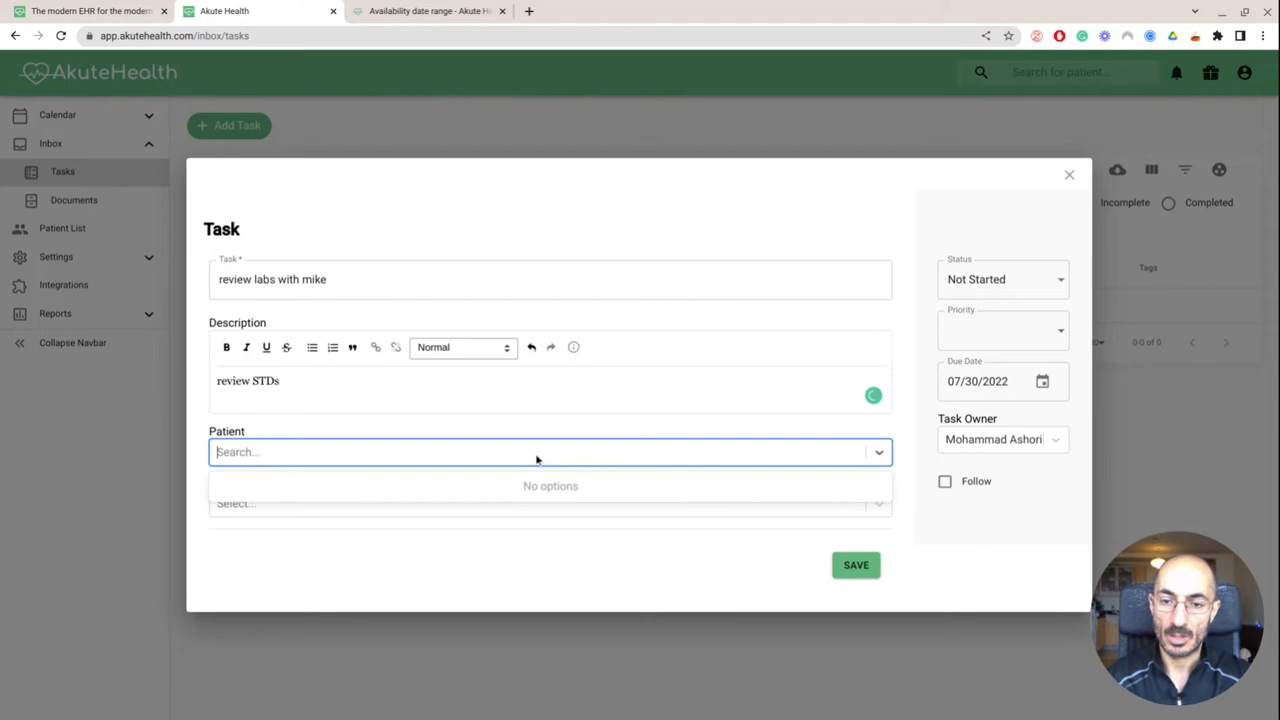 The modern EHR for the modern
Akute Health
Availability date range - Akute He
app.akutehealth.com/inbox/tasks
AkuteHealth
Search for patient..
Calendar
Inbox
Tasks
Documents
Patient List
Settings
Integrations
Reports
Collapse Navbar
+ Add Task
Incomplete
Completed
Tags
0-0 of 0
Task
Task *
review labs with mike
Description
B I U S
Normal
review STDs
Patient
Search...
No options
Select...
SAVE
Status
Not Started
Priority
Due Date
07/30/2022
Task Owner
Mohammad Ashori
Follow